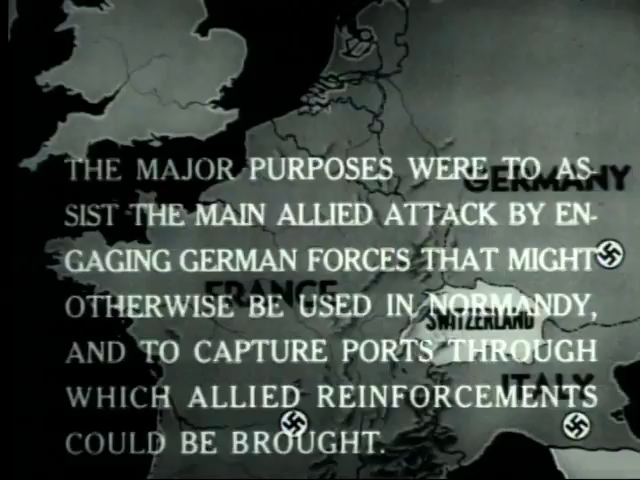 THE MAJOR PURPOSES WERE TO AS-
SIST THE MAIN ALLIED ATTACK BY EN-
GAGING GERMAN FORCES THAT MIGHT
OTHERWISE BE USED IN NORMANDY,
AND TO CAPTURE PORTS THROUGH
WHICH ALLIED REINFORCEMENTS
COULD BE BROUGHT.
GERMANY
FRANCE
SWITZERLAND
ITALY